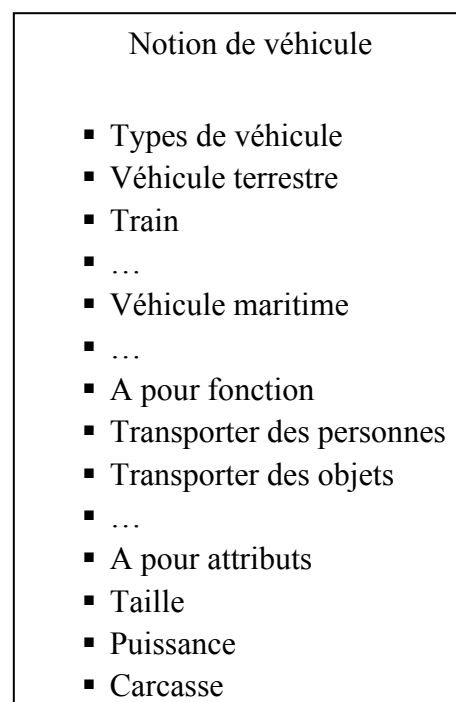 Notion de véhicule
▪ Types de véhicule
▪ Véhicule terrestre
▪ Train
▪ …
▪ Véhicule maritime
▪ …
▪ A pour fonction
▪ Transporter des personnes
▪ Transporter des objets
▪ …
▪ A pour attributs
▪ Taille
▪ Puissance
▪ Carcasse